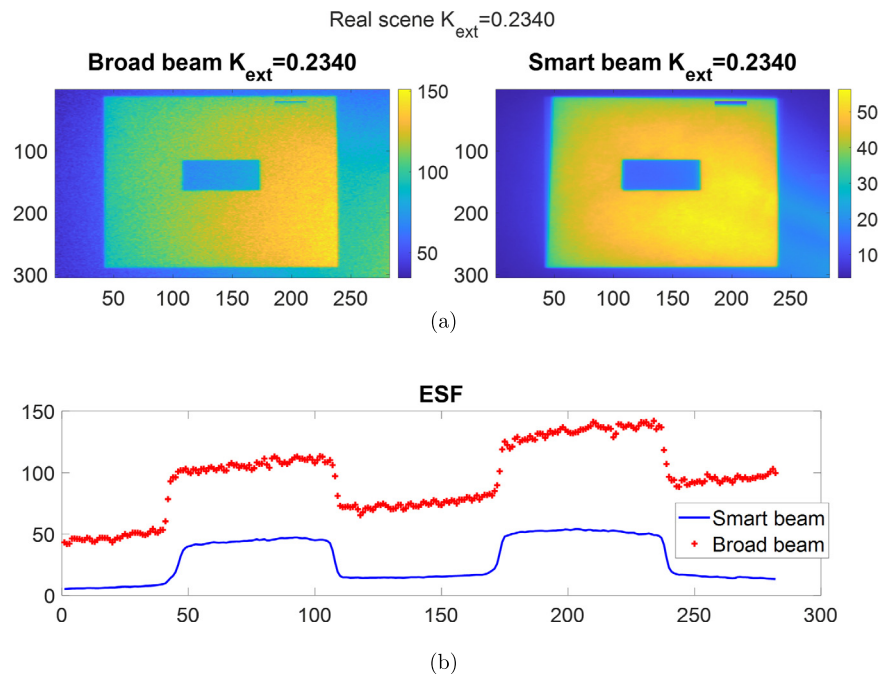 Real scene K_ext=0.2340
Broad beam K_ext=0.2340
Smart beam K_ext=0.2340
100
200
300
50 100 150 200 250
150
100
50
100
200
300
50 100 150 200 250
50
40
30
20
10
(a)
ESF
150
100
50
0
Smart beam
Broad beam
0 50 100 150 200 250 300
(b)